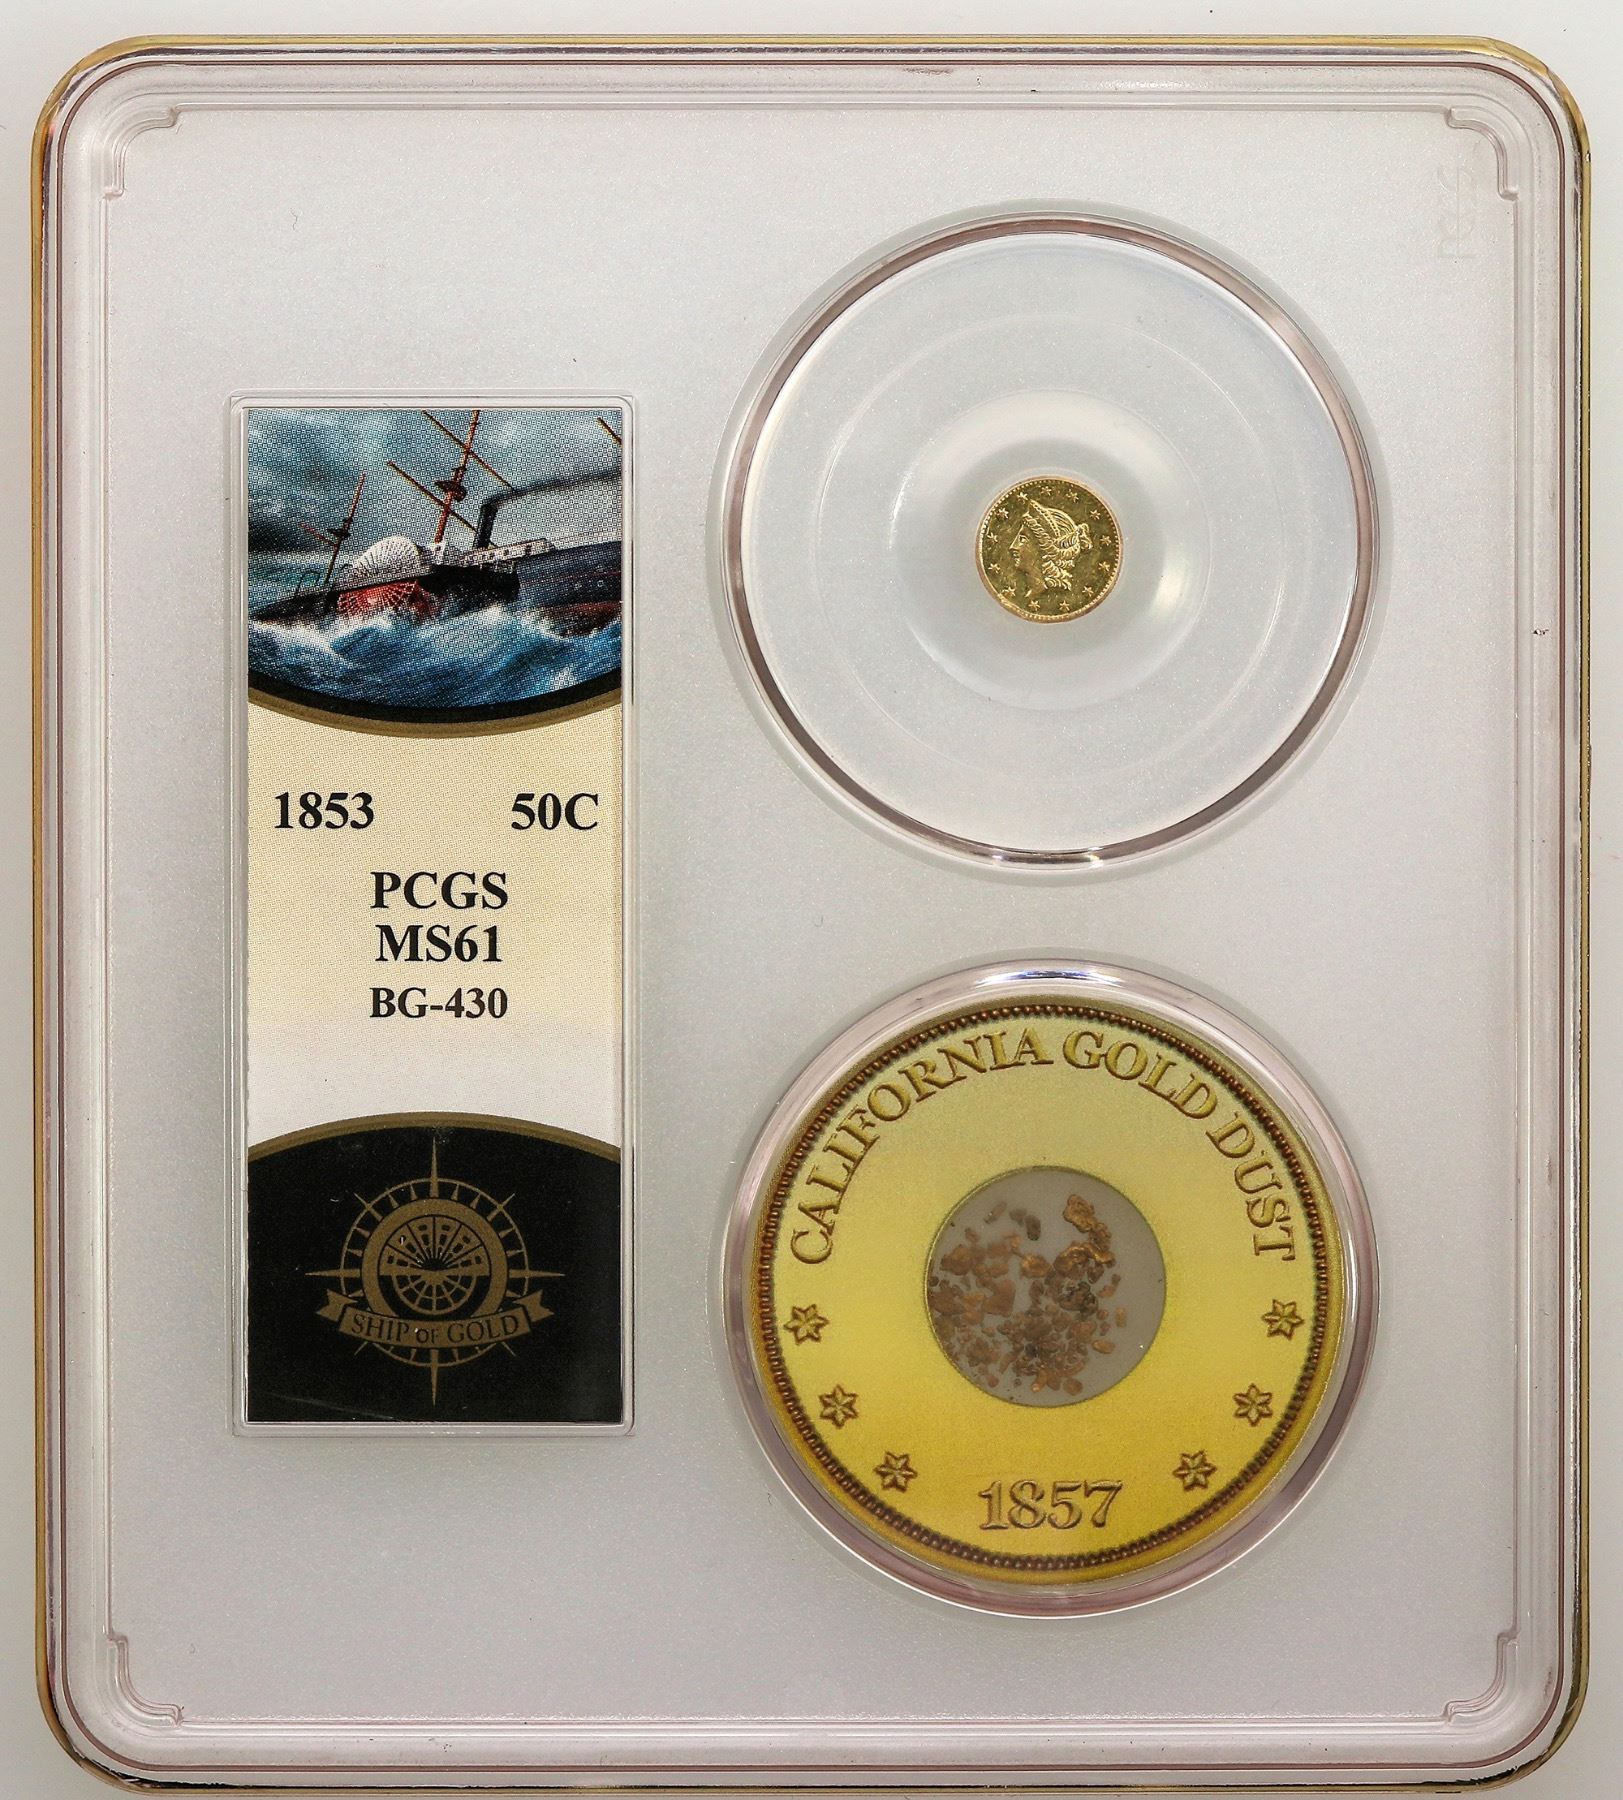 1853 50C
PCGS
MS61
BG-430
SHIP OF GOLD
CALIFORNIA GOLD DUST
1857